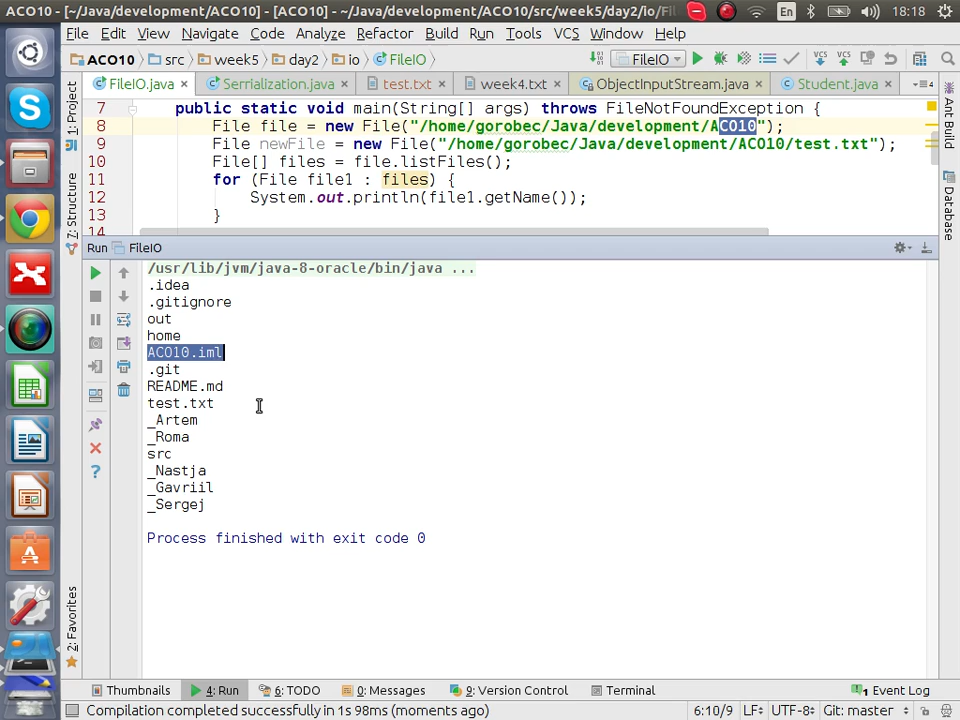 ACO10 - [~/Java/development/ACO10] - [ACO10] - ~/Java/development/ACO10/src/week5/day2/io/Fil
En 18:18
File Edit View Navigate Code Analyze Refactor Build Run Tools VCS Window Help
ACO10 src week5 day2 io FileIO FileIO VCS VCS
FileIO.java Serrialization.java test.txt week4.txt ObjectInputStream.java Student.java
7 public static void main(String[] args) throws FileNotFoundException {
8 File file = new File("/home/gorobec/Java/development/ACO10");
9 File newFile = new File("/home/gorobec/Java/development/ACO10/test.txt");
10 File[] files = file.listFiles();
11 for (File file1 : files) {
12 System.out.println(file1.getName());
13 }
14
1: Project
7: Structure
2: Favorites
Ant Build
Database
Run FileIO
/usr/lib/jvm/java-8-oracle/bin/java ...
.idea
.gitignore
out
home
ACO10.iml
.git
README.md
test.txt
_Artem
_Roma
src
_Nastja
_Gavriil
_Sergej
Process finished with exit code 0
Thumbnails 4: Run 6: TODO 0: Messages 9: Version Control Terminal 1 Event Log
Compilation completed successfully in 1s 98ms (moments ago) 6:10/9 LF UTF-8 Git: master